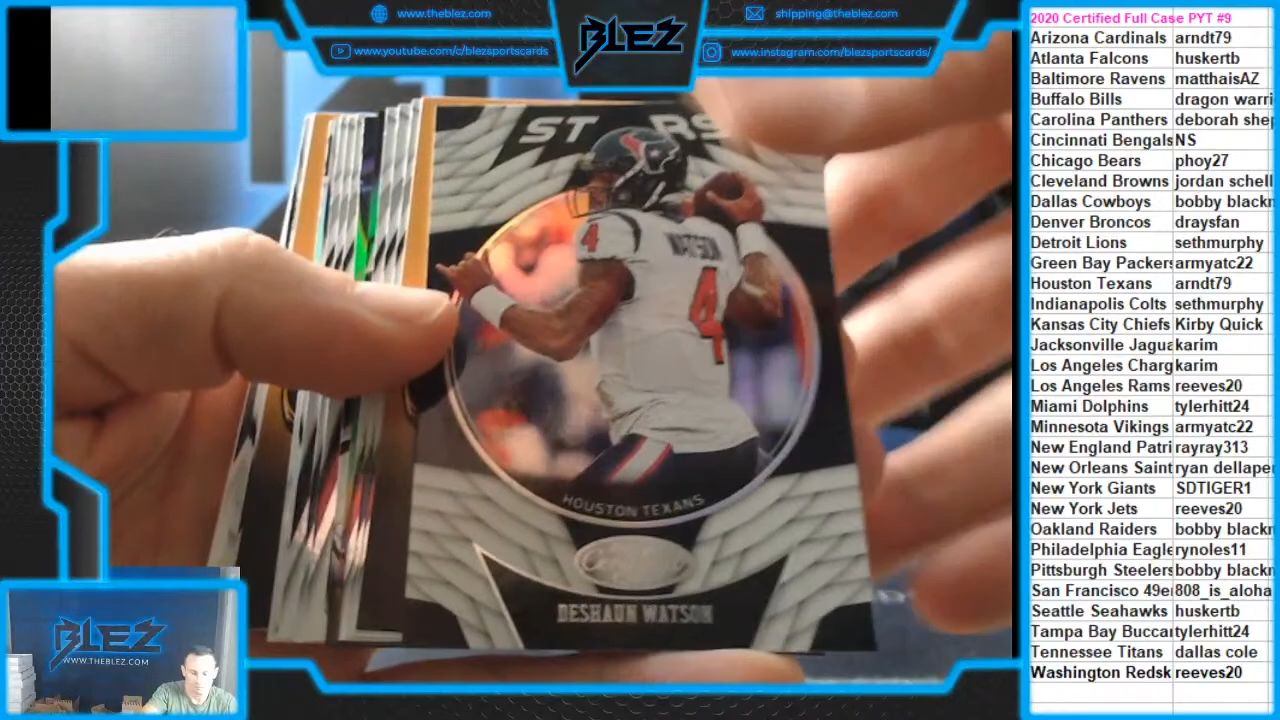 www.theblez.com
www.youtube.com/c/blezsportscards
BLEZ
shipping@theblez.com
www.instagram.com/blezsportscards/
ST RS
4
WATSON
4
HOUSTON TEXANS
DESHAUN WATSON
BLEZ
WWW.THEBLEZ.COM
2020 Certified Full Case PYT #9
Arizona Cardinals arndt79
Atlanta Falcons huskertb
Baltimore Ravens matthaisAZ
Buffalo Bills dragon warri
Carolina Panthers deborah shep
Cincinnati Bengals NS
Chicago Bears phoy27
Cleveland Browns jordan schell
Dallas Cowboys bobby blackn
Denver Broncos draysfan
Detroit Lions sethmurphy
Green Bay Packers armyatc22
Houston Texans arndt79
Indianapolis Colts sethmurphy
Kansas City Chiefs Kirby Quick
Jacksonville Jagua karim
Los Angeles Charg karim
Los Angeles Rams reeves20
Miami Dolphins tylerhitt24
Minnesota Vikings armyatc22
New England Patri rayray313
New Orleans Saint ryan dellaper
New York Giants SDTIGER1
New York Jets reeves20
Oakland Raiders bobby blackn
Philadelphia Eagle rynoles11
Pittsburgh Steelers bobby blackn
San Francisco 49e 808_is_aloha
Seattle Seahawks huskertb
Tampa Bay Buccar tylerhitt24
Tennessee Titans dallas cole
Washington Redsk reeves20